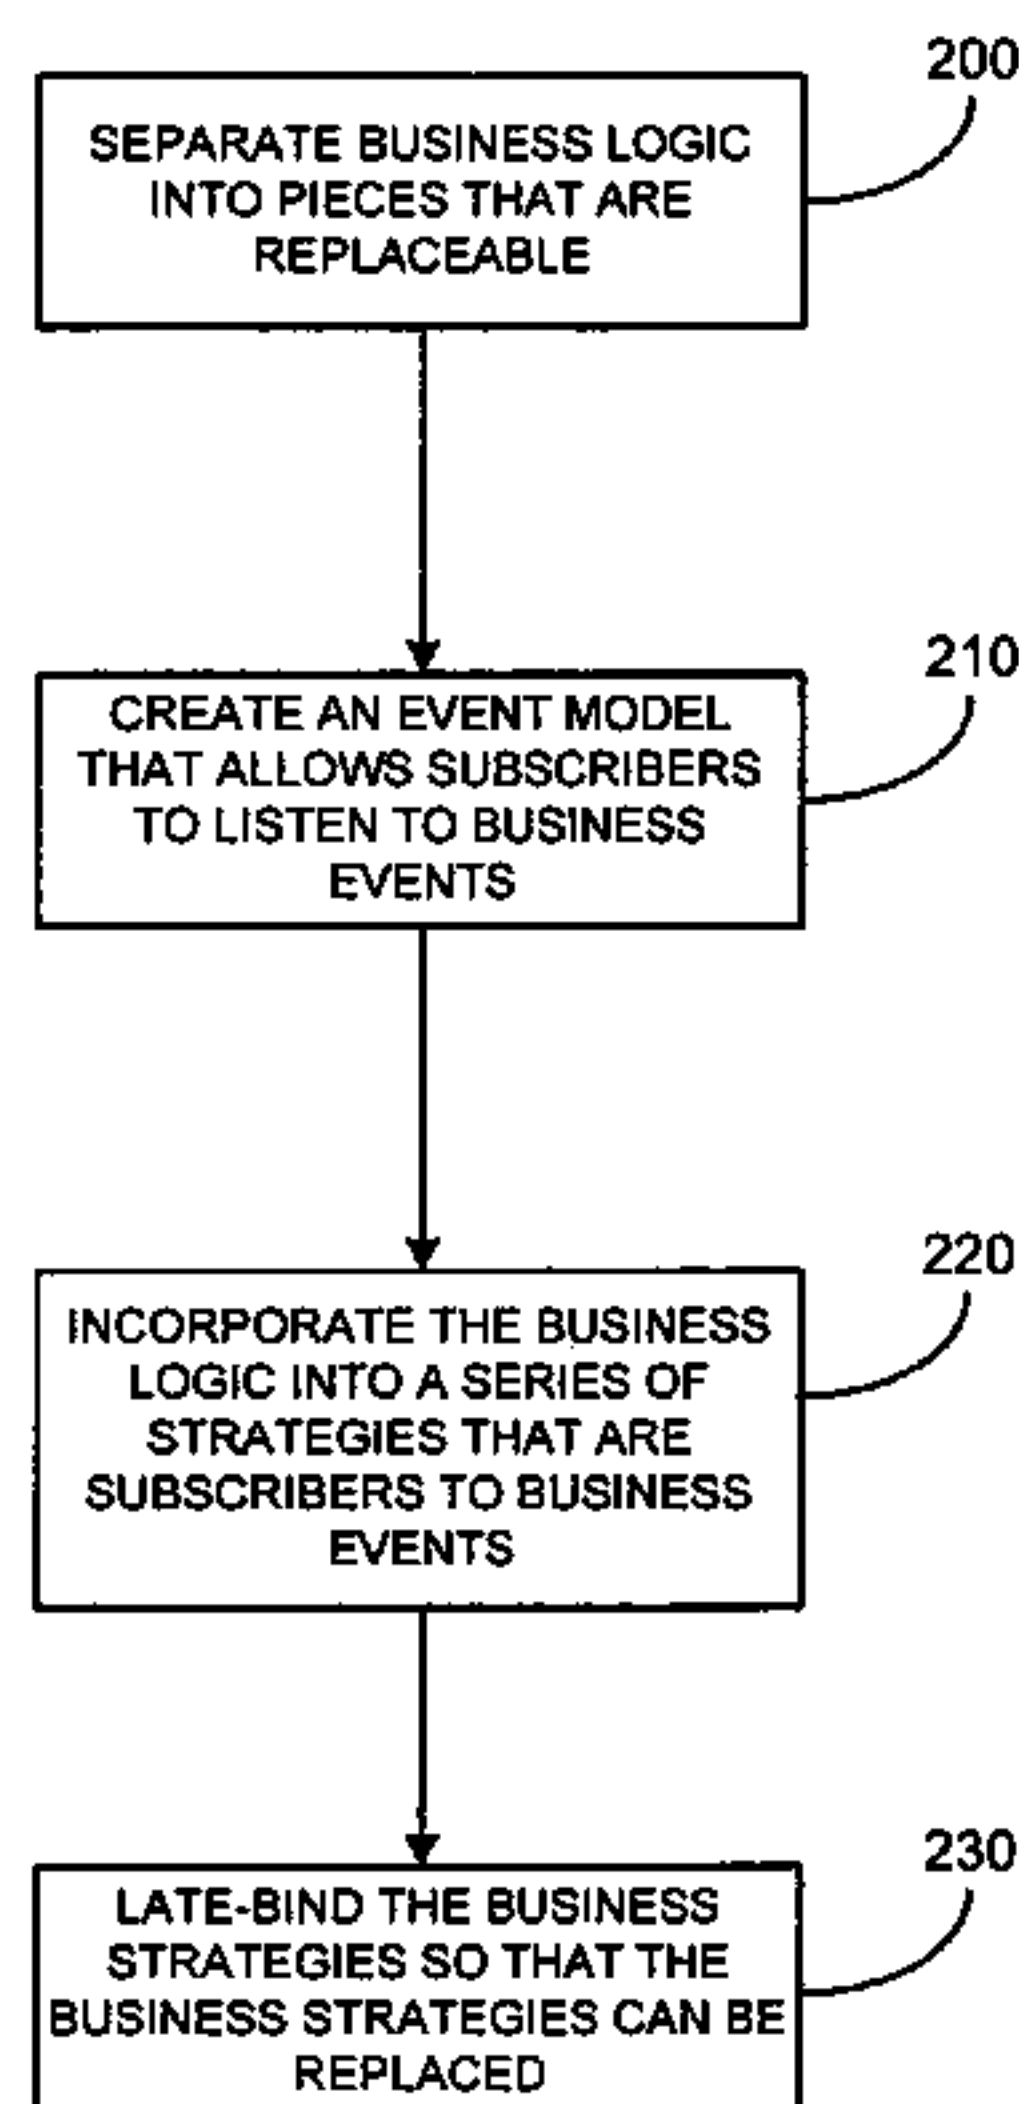 200
SEPARATE BUSINESS LOGIC
INTO PIECES THAT ARE
REPLACEABLE
210
CREATE AN EVENT MODEL
THAT ALLOWS SUBSCRIBERS
TO LISTEN TO BUSINESS
EVENTS
220
INCORPORATE THE BUSINESS
LOGIC INTO A SERIES OF
STRATEGIES THAT ARE
SUBSCRIBERS TO BUSINESS
EVENTS
230
LATE-BIND THE BUSINESS
STRATEGIES SO THAT THE
BUSINESS STRATEGIES CAN BE
REPLACED